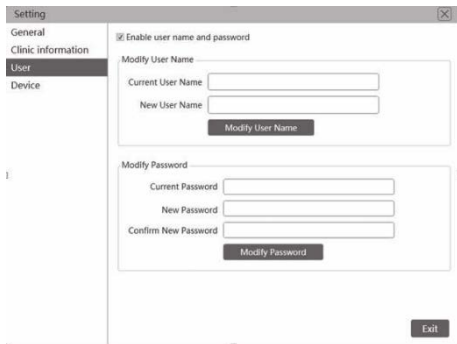 Setting
General
Clinic information
User
Device
Enable user name and password
Modify User Name
Current User Name
New User Name
Modify User Name
Modify Password
Current Password
New Password
Confirm New Password
Modify Password
Exit